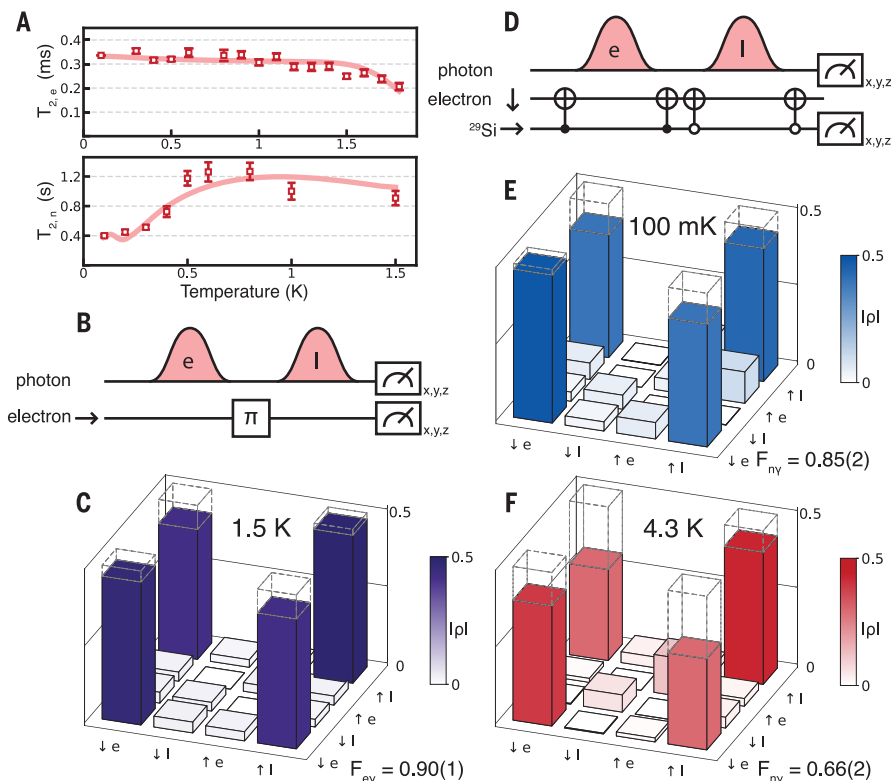 A
T2, e (ms)
0.4
0.3
0.2
0.1
0
0.5
1
1.5
T2, n (s)
1.2
0.8
0.4
0
0.5
1
1.5
Temperature (K)
B
e
l
photon
x,y,z
electron
π
x,y,z
C
1.5 K
0.5
0
0.5
|ρ|
0
↓ e
↓ l
↑ e
↑ l
↓ e
↓ l
↑ e
↑ l
Feγ = 0.90(1)
D
e
l
photon
x,y,z
electron ↓
29Si→
x,y,z
E
100 mK
0.5
0
0.5
|ρ|
0
↓ e
↓ l
↑ e
↑ l
↓ e
↓ l
↑ e
↑ l
Fnγ = 0.85(2)
F
4.3 K
0.5
0
0.5
|ρ|
0
↓ e
↓ l
↑ e
↑ l
↓ e
↓ l
↑ e
↑ l
Fnγ = 0.66(2)